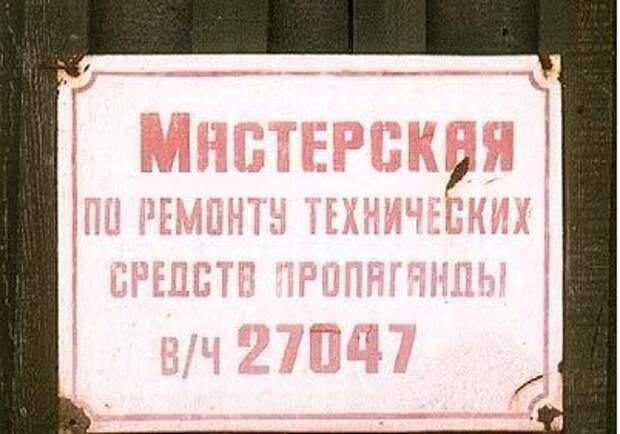 Мастерская
по ремонту технических
средств пропаганды
в/ч 27047